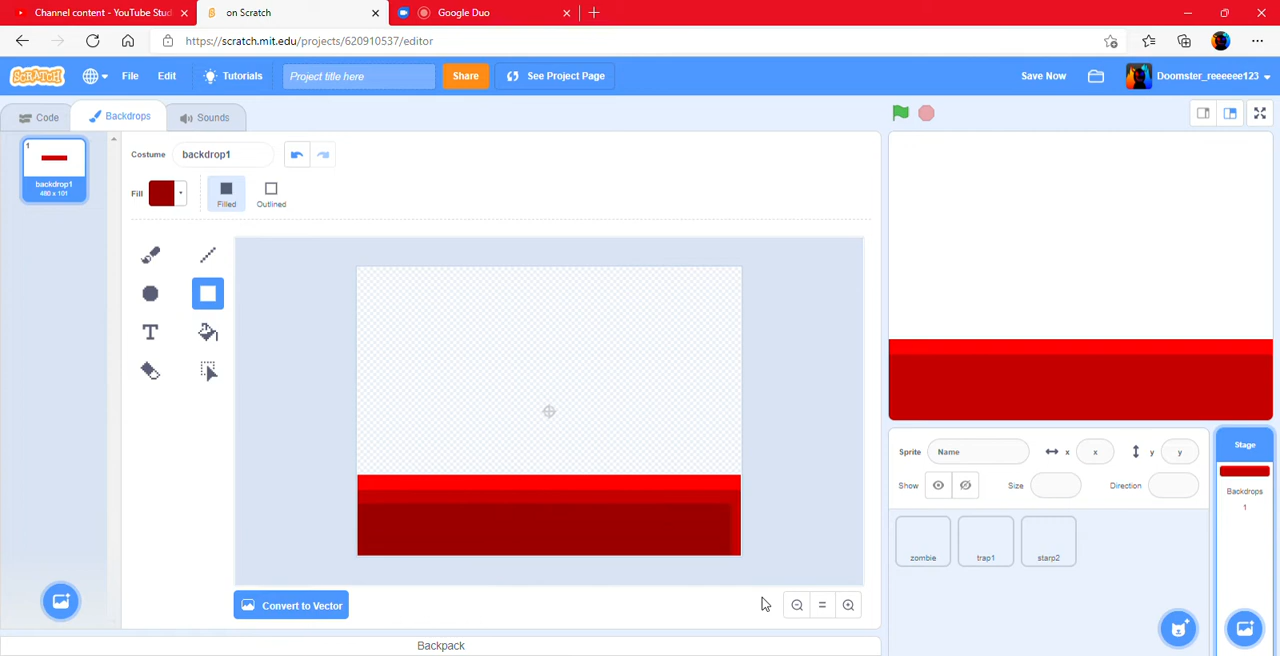 Channel content - YouTube Stud
on Scratch
Google Duo
https://scratch.mit.edu/projects/620910537/editor
SCRATCH
File
Edit
Tutorials
Project title here
Share
See Project Page
Save Now
Doomster_reeeeee123
Code
Backdrops
Sounds
1
backdrop1
480 x 101
Costume
backdrop1
Fill
Filled
Outlined
T
Convert to Vector
Backpack
Sprite
Name
x
x
y
y
Show
Size
Direction
zombie
trap1
starp2
Stage
Backdrops
1